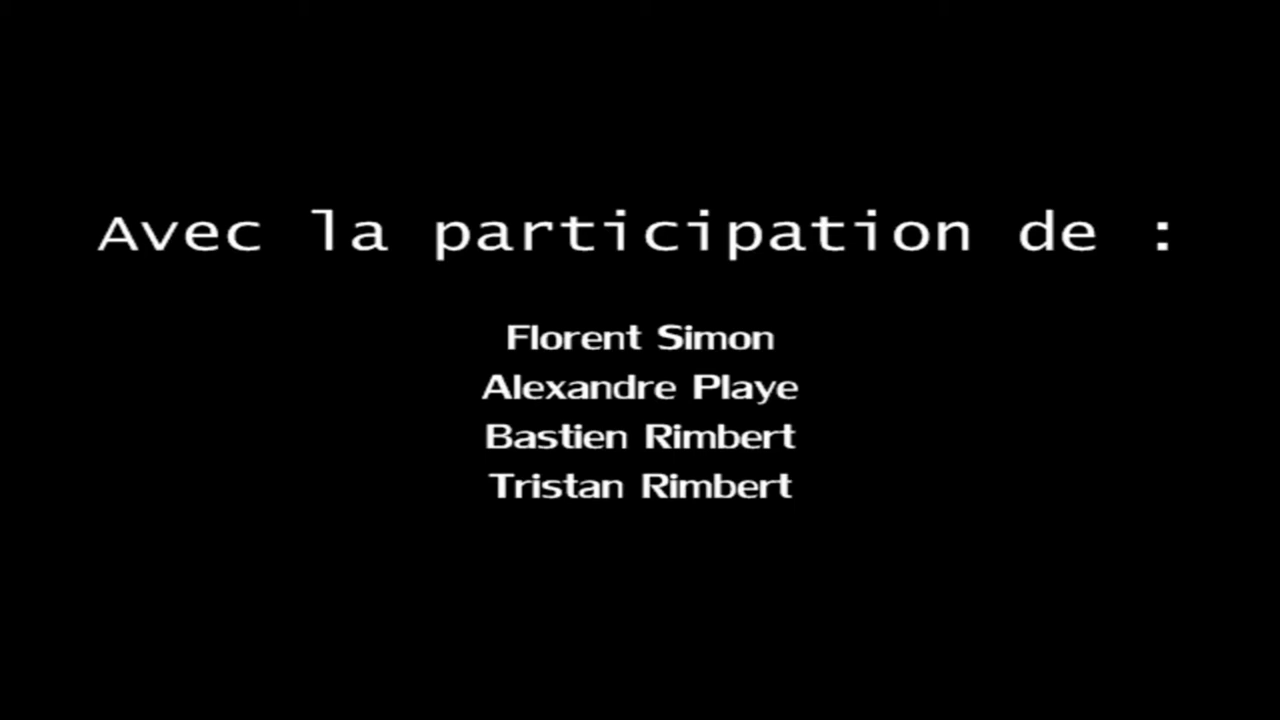 Avec la participation de :
Florent Simon
Alexandre Playe
Bastien Rimbert
Tristan Rimbert